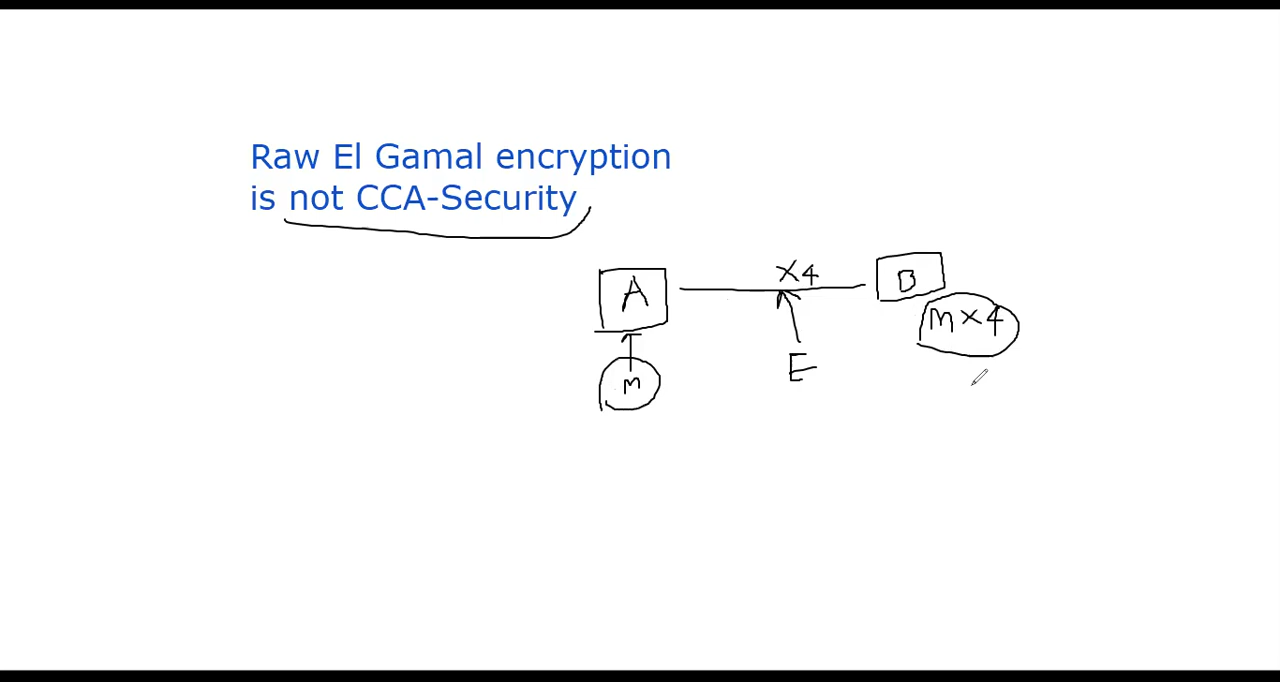 Raw El Gamal encryption
is not CCA-Security
X4
A
B
m×4
E
m